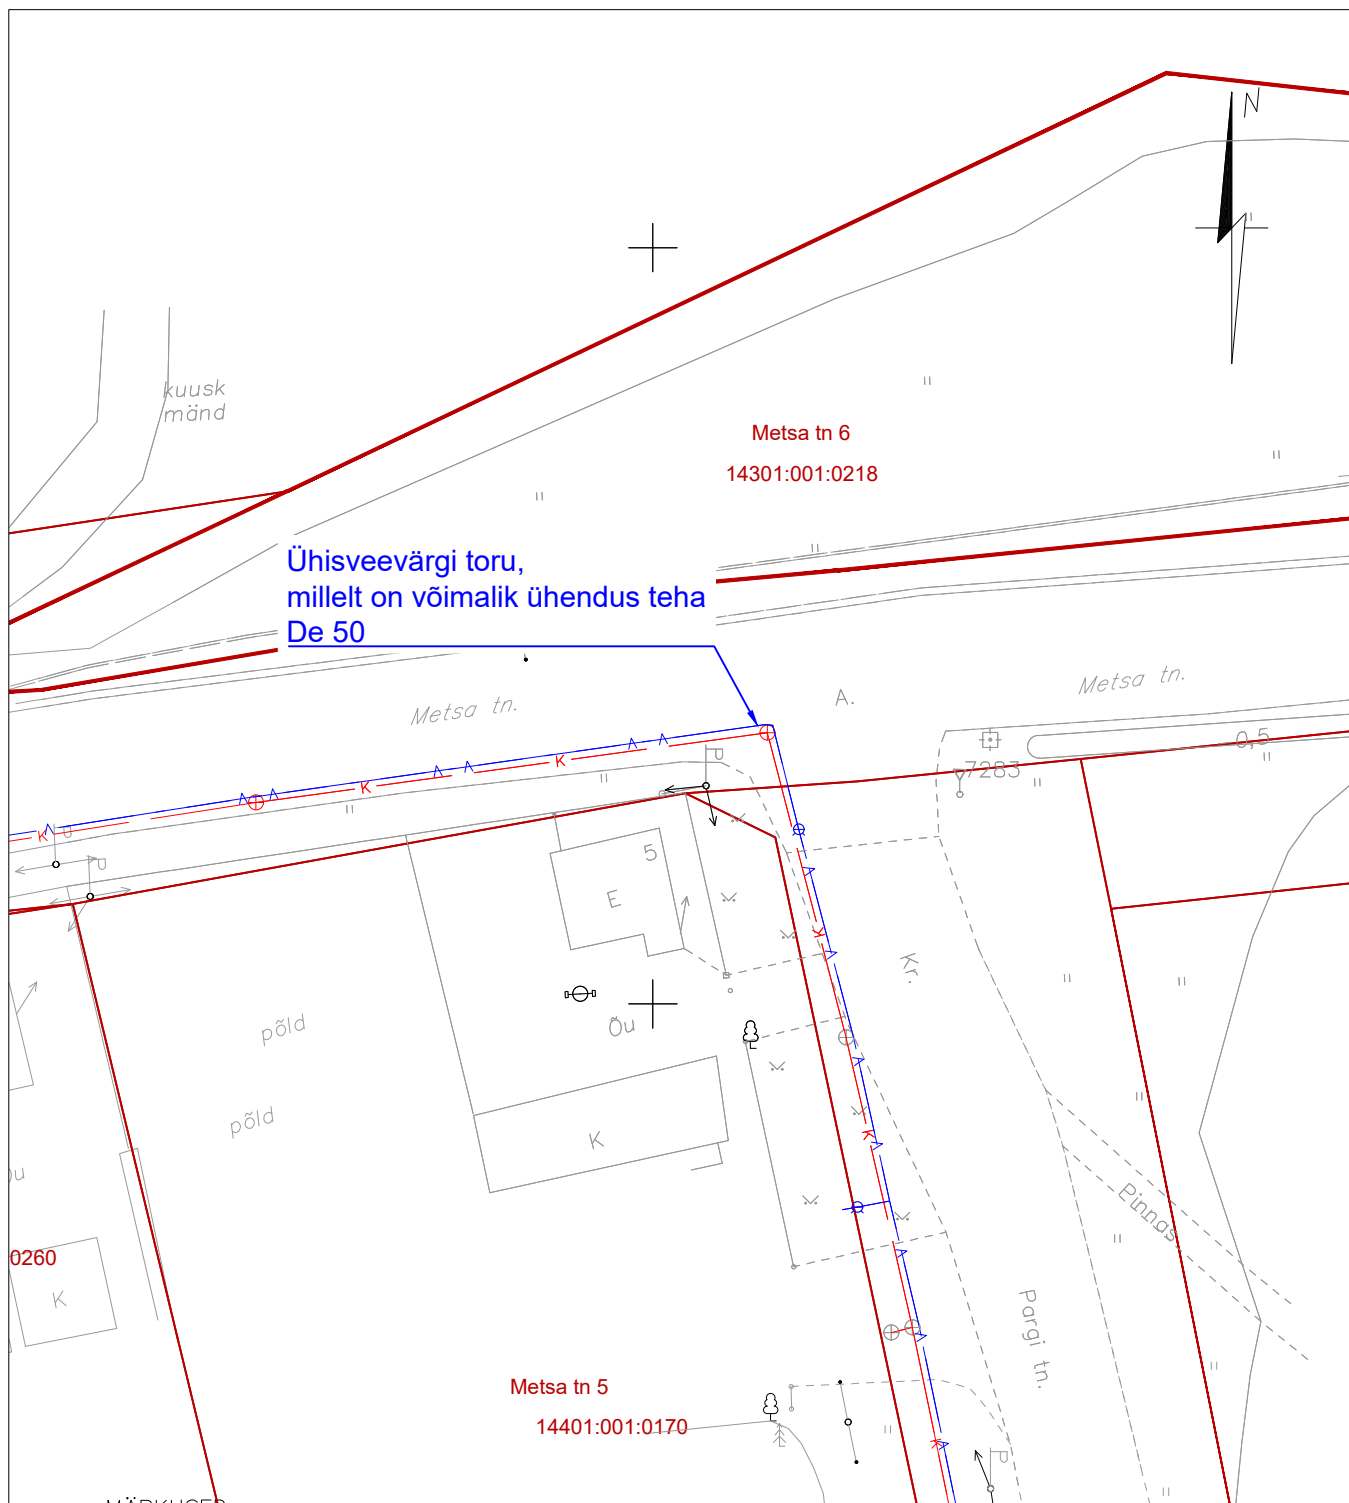 N
kuusk
mänd
Metsa tn 6
14301:001:0218
Ühisveevärgi toru,
millelt on võimalik ühendus teha
De 50
Metsa tn.
A.
Metsa tn.
0,5
7283
P
K
K
K
P
5
E
K
Kr.
põld
Õu
põld
K
K
Pinnas
0260
K
Pargi tn.
Metsa tn 5
14401:001:0170
K
P